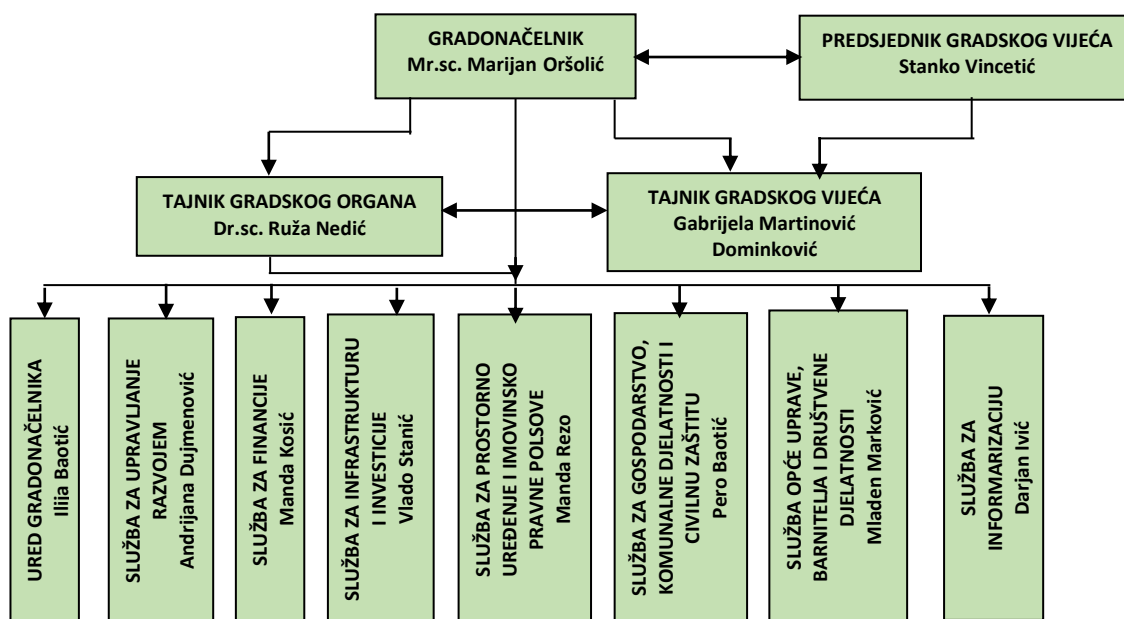 GRADONAČELNIK
Mr.sc. Marijan Oršolić
PREDSJEDNIK GRADSKOG VIJEĆA
Stanko Vincetić
TAJNIK GRADSKOG ORGANA
Dr.sc. Ruža Nedić
TAJNIK GRADSKOG VIJEĆA
Gabrijela Martinović
Dominković
URED GRADONAČELNIKA
Iliia Baotić
SLUŽBA ZA UPRAVLJANJE
RAZVOJEM
Andrijana Dujmenović
SLUŽBA ZA FINANCIJE
Manda Kosić
SLUŽBA ZA INFRASTRUKTURU
I INVESTICIJE
Vlado Stanić
SLUŽBA ZA PROSTORNO
UREĐENJE I IMOVINSKO
PRAVNE POLSOVE
Manda Rezo
SLUŽBA ZA GOSPODARSTVO,
KOMUNALNE DJELATNOSTI I
CIVILNU ZAŠTITU
Pero Baotić
SLUŽBA OPĆE UPRAVE,
BARNITELJA I DRUŠTVENE
DJELATNOSTI
Mladen Marković
SLUŽBA ZA
INFORMARIZACIJU
Darjan Ivić